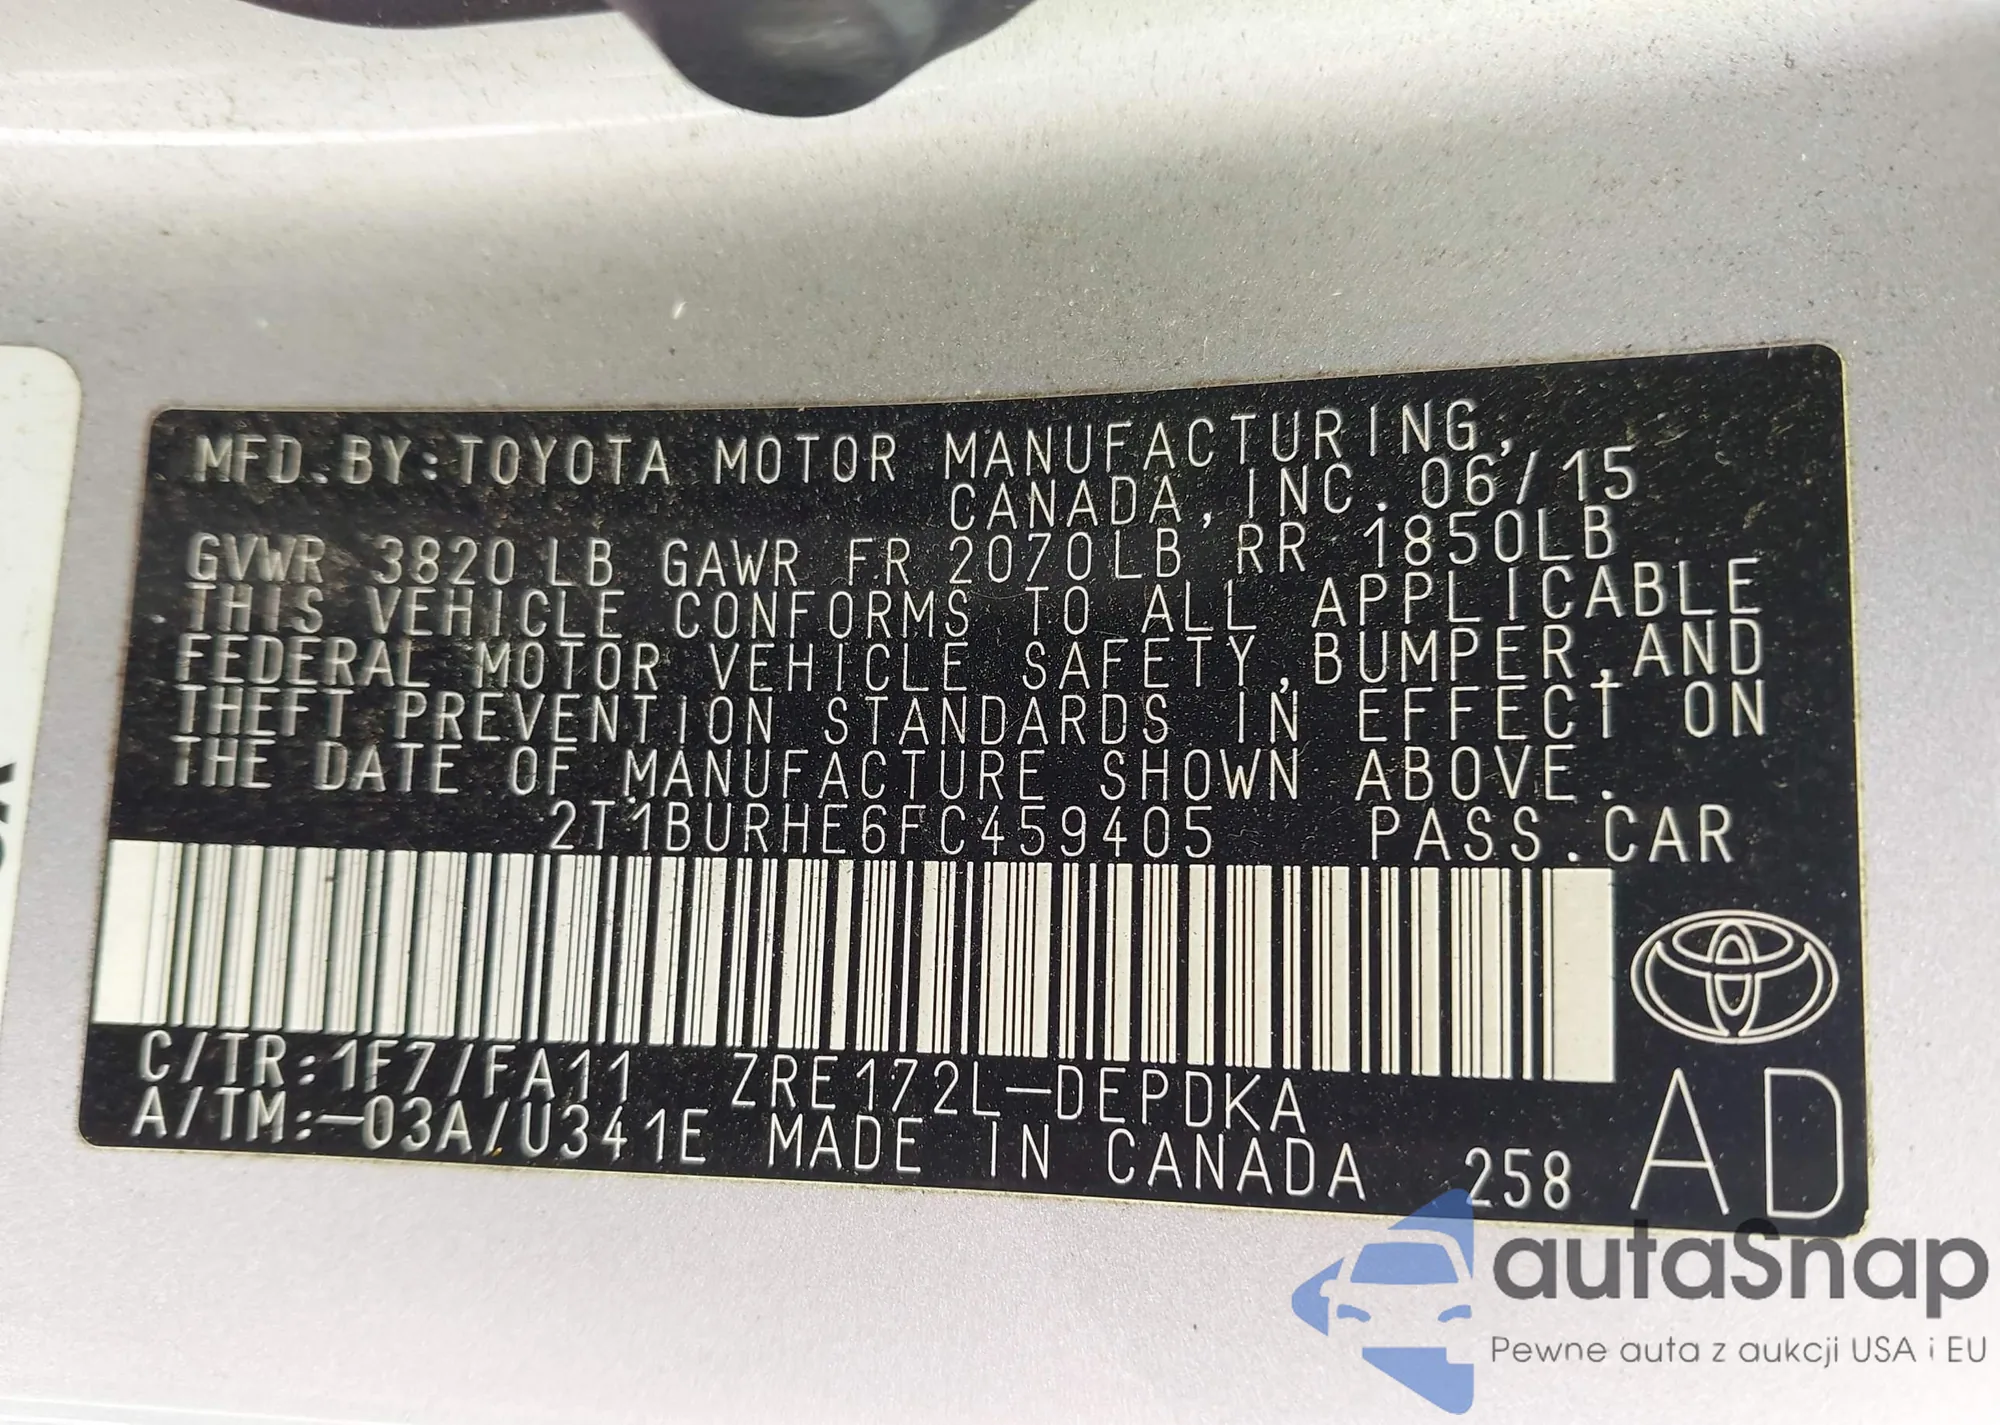 MFD.BY:TOYOTA MOTOR MANUFACTURING,
CANADA, INC. 06/15
GVWR 3820LB GAWR FR 2070LB RR 1850LB
THIS VEHICLE CONFORMS TO ALL APPLICABLE
FEDERAL MOTOR VEHICLE SAFETY,BUMPER,AND
THEFT PREVENTION STANDARDS IN EFFECT ON
THE DATE OF MANUFACTURE SHOWN ABOVE.
2T1BURHE6FC459405 PASS.CAR
C/TR:1F7/FA11 ZRE172L-DEPDKA
A/TM:-03A/U341E MADE IN CANADA 258 AD
autaSnap
Pewne auta z aukcji USA i EU